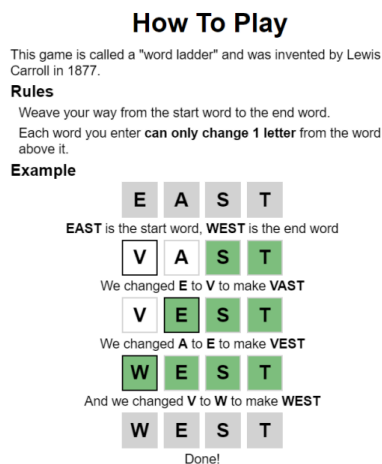 How To Play
This game is called a "word ladder" and was invented by Lewis
Carroll in 1877.
Rules
Weave your way from the start word to the end word.
Each word you enter can only change 1 letter from the word
above it.
Example
E A S T
EAST is the start word, WEST is the end word
V A S T
We changed E to V to make VAST
V E S T
We changed A to E to make VEST
W E S T
And we changed V to W to make WEST
W E S T
Done!